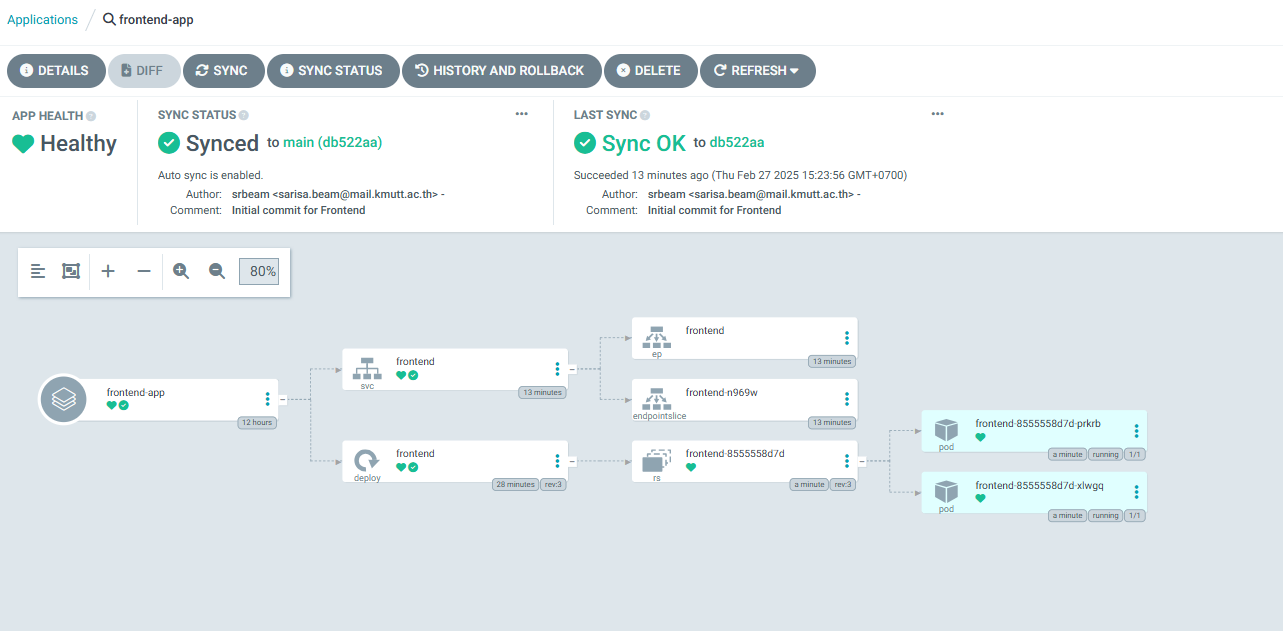 Applications / frontend-app
DETAILS DIFF SYNC SYNC STATUS HISTORY AND ROLLBACK DELETE REFRESH
APP HEALTH
Healthy
SYNC STATUS
Synced to main (db522aa)
Auto sync is enabled.
Author: srbeam <sarisa.beam@mail.kmutt.ac.th> -
Comment: Initial commit for Frontend
LAST SYNC
Sync OK to db522aa
Succeeded 13 minutes ago (Thu Feb 27 2025 15:23:56 GMT+0700)
Author: srbeam <sarisa.beam@mail.kmutt.ac.th> -
Comment: Initial commit for Frontend
80%
frontend-app
12 hours
frontend
svc
13 minutes
frontend
deploy
28 minutes rev:3
frontend
ep
13 minutes
frontend-n969w
endpointslice
13 minutes
frontend-8555558d7d
rs
a minute rev:3
frontend-8555558d7d-prkrb
pod
a minute running 1/1
frontend-8555558d7d-xlwgq
pod
a minute running 1/1